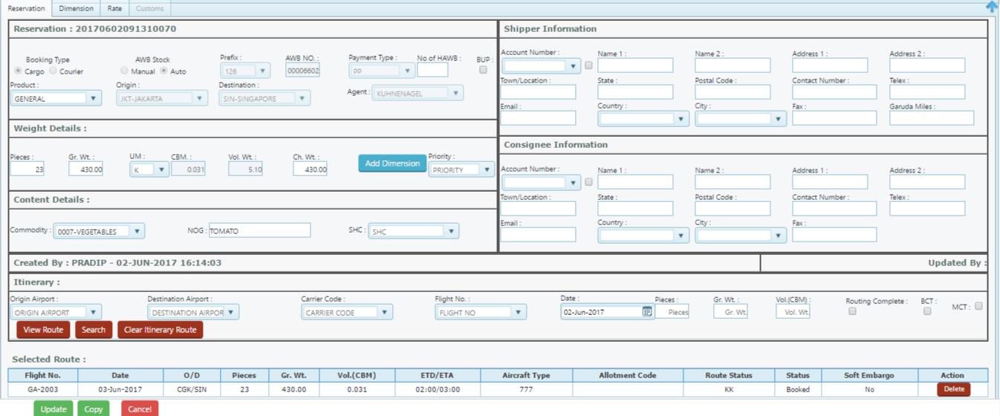 Reservation Dimension Rate Customs
Reservation : 20170602091310070
Booking Type AWB Stock Prefix : AWB NO. : Payment Type : No of HAWB : BUP :
Cargo Courier Manual Auto 126 00006602 PP
Product : Origin : Destination : Agent : KUHNENAGEL
GENERAL JKT-JAKARTA SIN-SINGAPORE
Weight Details :
Pieces : Gr. Wt. : UM : CBM. : Vol. Wt. : Ch. Wt. : Add Dimension Priority :
23 430.00 K 0.031 5.10 430.00 PRIORITY
Content Details :
Commodity : 0007-VEGETABLES NOG : TOMATO SHC : SHC
Shipper Information
Account Number : Name 1 : Name 2 : Address 1 : Address 2 :
Town/Location : State : Postal Code : Contact Number : Telex :
Email : Country : City : Fax : Garuda Miles :
Consignee Information
Account Number : Name 1 : Name 2 : Address 1 : Address 2 :
Town/Location : State : Postal Code : Contact Number : Telex :
Email : Country : City : Fax :
Created By : PRADIP - 02-JUN-2017 16:14:03 Updated By :
Itinerary :
Origin Airport : Destination Airport : Carrier Code : Flight No. : Date : Pieces : Gr. Wt. : Vol.(CBM) : Routing Complete : BCT : MCT :
ORIGIN AIRPORT DESTINATION AIRPOR CARRIER CODE FLIGHT NO 02-Jun-2017 Pieces Gr. Wt. Vol. Wt.
View Route Search Clear Itinerary Route
Selected Route :
Flight No. Date O/D Pieces Gr. Wt. Vol.(CBM) ETD/ETA Aircraft Type Allotment Code Route Status Status Soft Embargo Action
GA-2003 03-Jun-2017 CGK/SIN 23 430.00 0.031 02:00/03:00 777 KK Booked No Delete
Update Copy Cancel